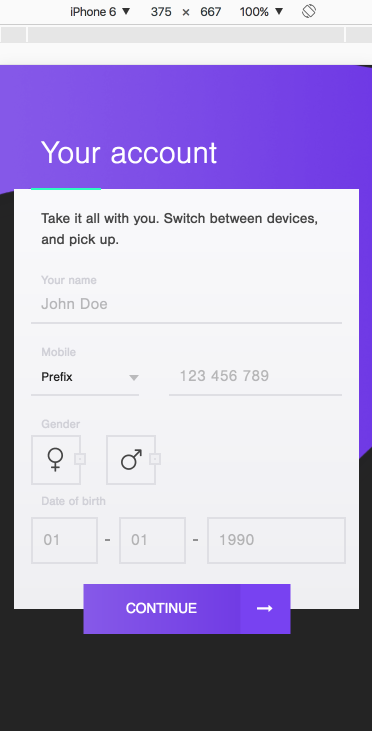 iPhone 6 ▼ 375 × 667 100% ▼
Your account
Take it all with you. Switch between devices,
and pick up.
Your name
John Doe
Mobile
Prefix 123 456 789
Gender
♀ ♂
Date of birth
01 - 01 - 1990
CONTINUE →